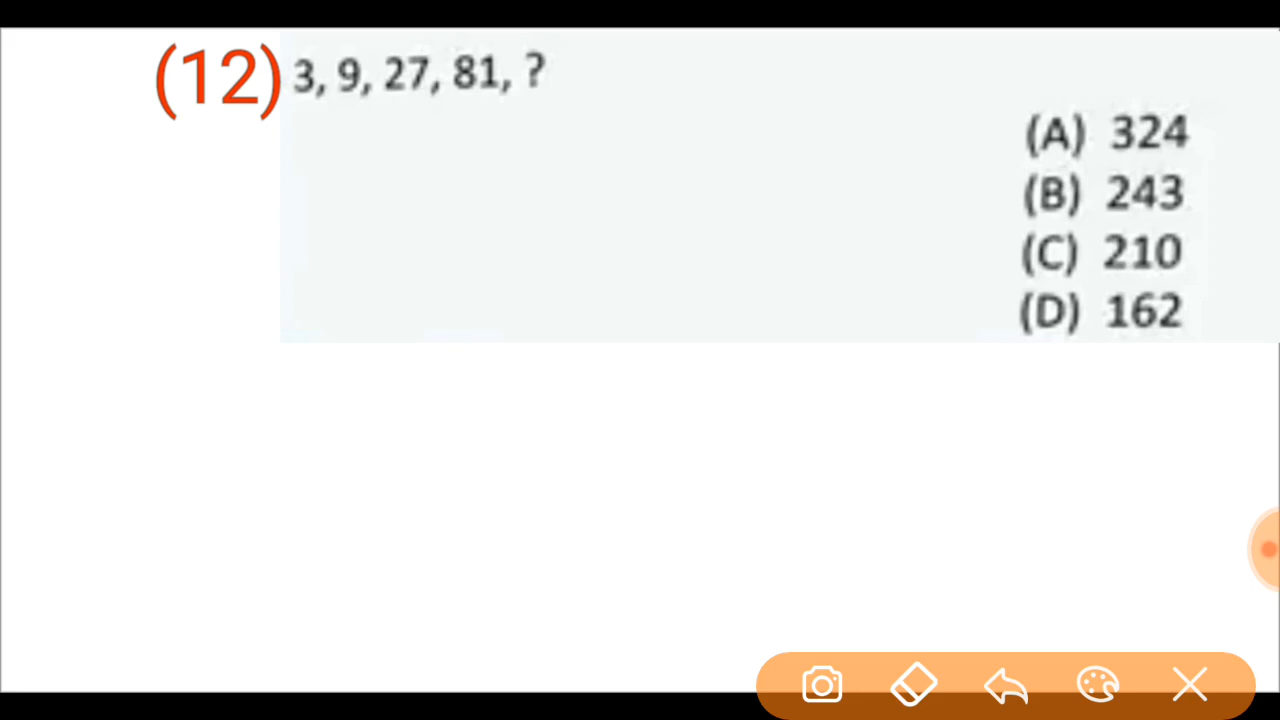 (12) 3, 9, 27, 81, ?
(A) 324
(B) 243
(C) 210
(D) 162